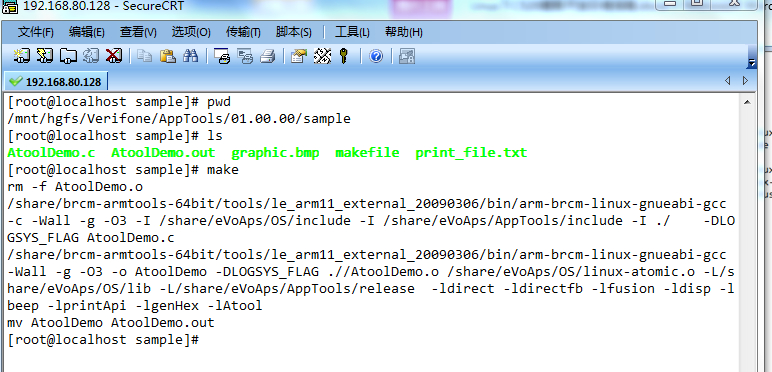 192.168.80.128 - SecureCRT
文件(F) 编辑(E) 查看(V) 选项(O) 传输(T) 脚本(S) 工具(L) 帮助(H)
192.168.80.128
[root@localhost sample]# pwd
/mnt/hgfs/Verifone/AppTools/01.00.00/sample
[root@localhost sample]# ls
AtoolDemo.c AtoolDemo.out graphic.bmp makefile print_file.txt
[root@localhost sample]# make
rm -f AtoolDemo.o
/share/brcm-armtools-64bit/tools/le_arm11_external_20090306/bin/arm-brcm-linux-gnueabi-gcc
-c -Wall -g -O3 -I /share/eVoAps/OS/include -I /share/eVoAps/AppTools/include -I ./ -DLO
GSYS_FLAG AtoolDemo.c
/share/brcm-armtools-64bit/tools/le_arm11_external_20090306/bin/arm-brcm-linux-gnueabi-gcc
-Wall -g -O3 -o AtoolDemo -DLOGSYS_FLAG .//AtoolDemo.o /share/eVoAps/OS/linux-atomic.o -L/s
hare/eVoAps/OS/lib -L/share/eVoAps/AppTools/release -ldirect -ldirectfb -lfusion -ldisp -l
beep -lprintApi -lgenHex -lAtool
mv AtoolDemo AtoolDemo.out
[root@localhost sample]#